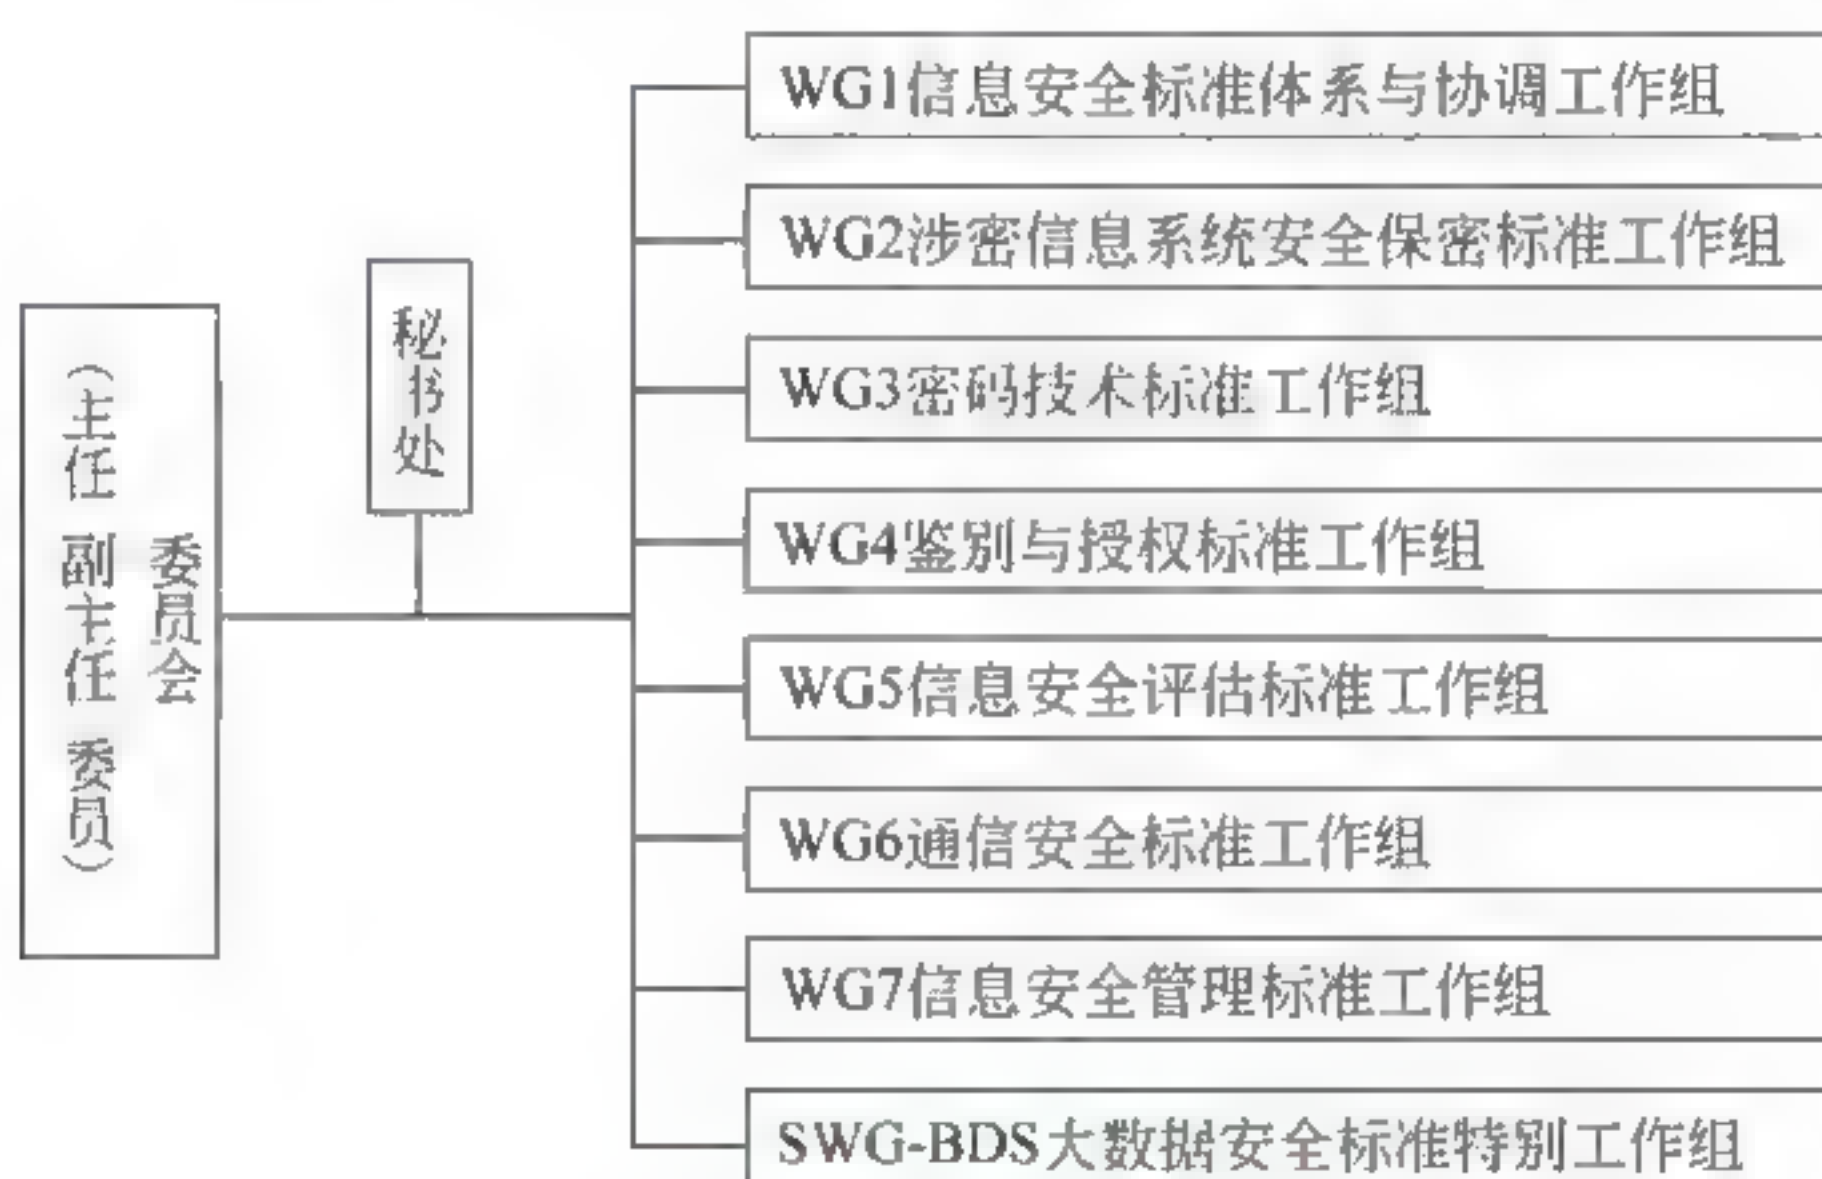 委员会
（主任 副主任 委员）
秘书处
WG1信息安全标准体系与协调工作组
WG2涉密信息系统安全保密标准工作组
WG3密码技术标准工作组
WG4鉴别与授权标准工作组
WG5信息安全评估标准工作组
WG6通信安全标准工作组
WG7信息安全管理标准工作组
SWG-BDS大数据安全标准特别工作组